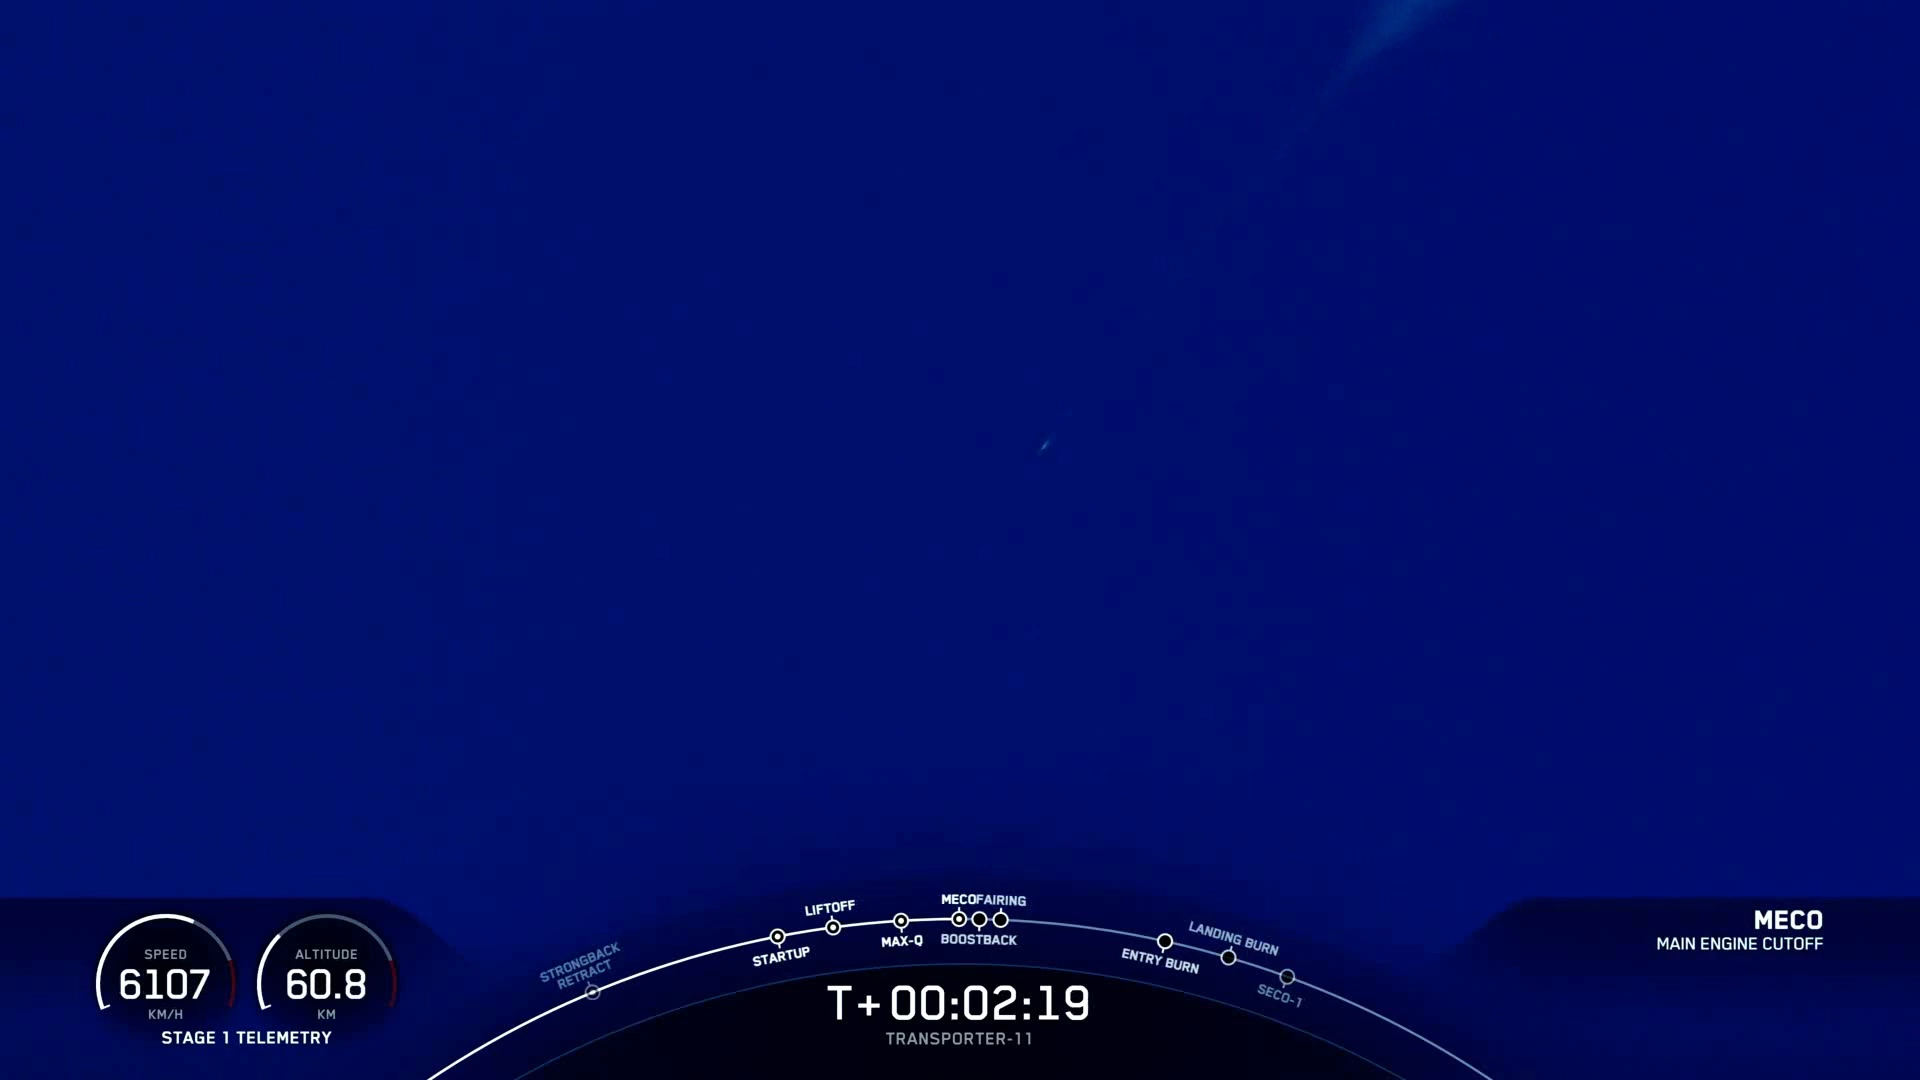 SPEED
6107
KM/H
ALTITUDE
60.8
KM
STAGE 1 TELEMETRY
STRONGBACK
RETRACT
STARTUP
LIFTOFF
MAX-Q
MECO
BOOSTBACK
FAIRING
ENTRY BURN
LANDING BURN
SECO-1
T+00:02:19
TRANSPORTER-11
MECO
MAIN ENGINE CUTOFF